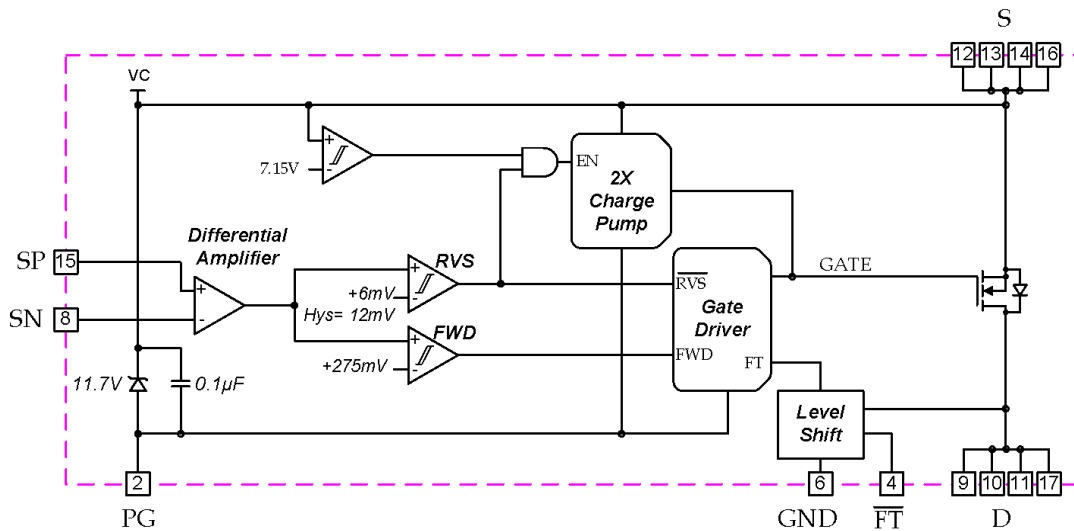 S
12 13 14 16
VC
7.15V
EN
2X
Charge
Pump
Differential
Amplifier
SP 15
SN 8
RVS
+6mV
Hys= 12mV
FWD
+275mV
R̅V̅S̅
Gate
Driver
FWD
FT
GATE
11.7V
0.1µF
Level
Shift
2
6
4
9 10 11 17
PG
GND
F̅T̅
D